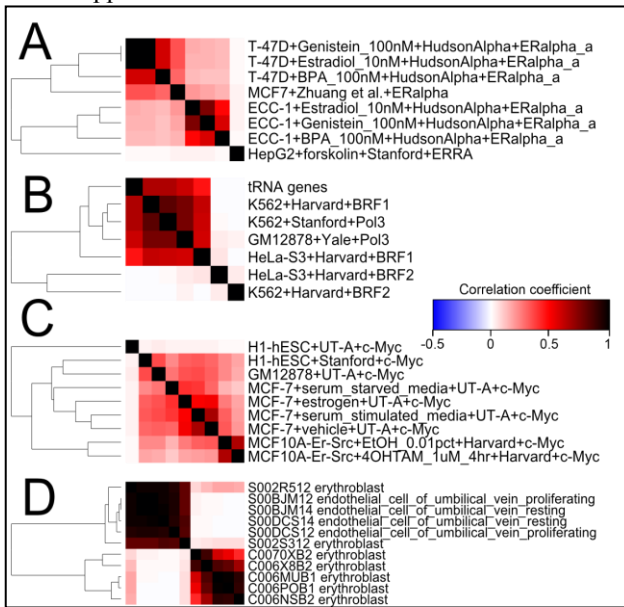 A
T-47D+Genistein_100nM+HudsonAlpha+ERalpha_a
T-47D+Estradiol_10nM+HudsonAlpha+ERalpha_a
T-47D+BPA_100nM+HudsonAlpha+ERalpha_a
MCF7+Zhuang et al.+ERalpha
ECC-1+Estradiol_10nM+HudsonAlpha+ERalpha_a
ECC-1+Genistein_100nM+HudsonAlpha+ERalpha_a
ECC-1+BPA_100nM+HudsonAlpha+ERalpha_a
HepG2+forskolin+Stanford+ERRA
B
tRNA genes
K562+Harvard+BRF1
K562+Stanford+Pol3
GM12878+Yale+Pol3
HeLa-S3+Harvard+BRF1
HeLa-S3+Harvard+BRF2
K562+Harvard+BRF2
Correlation coefficient
-0.5 0 0.5 1
C
H1-hESC+UT-A+c-Myc
H1-hESC+Stanford+c-Myc
GM12878+UT-A+c-Myc
MCF-7+serum_starved_media+UT-A+c-Myc
MCF-7+estrogen+UT-A+c-Myc
MCF-7+serum_stimulated_media+UT-A+c-Myc
MCF-7+vehicle+UT-A+c-Myc
MCF10A-Er-Src+EtOH_0.01pct+Harvard+c-Myc
MCF10A-Er-Src+4OHTAM_1uM_4hr+Harvard+c-Myc
D
S002R512 erythroblast
S00BJM12 endothelial_cell_of_umbilical_vein_proliferating
S00BJM14 endothelial_cell_of_umbilical_vein_resting
S00DCS14 endothelial_cell_of_umbilical_vein_resting
S00DCS12 endothelial_cell_of_umbilical_vein_proliferating
S002S312 erythroblast
C0070XB2 erythroblast
C006X8B2 erythroblast
C006MUB1 erythroblast
C006POB1 erythroblast
C006NSB2 erythroblast